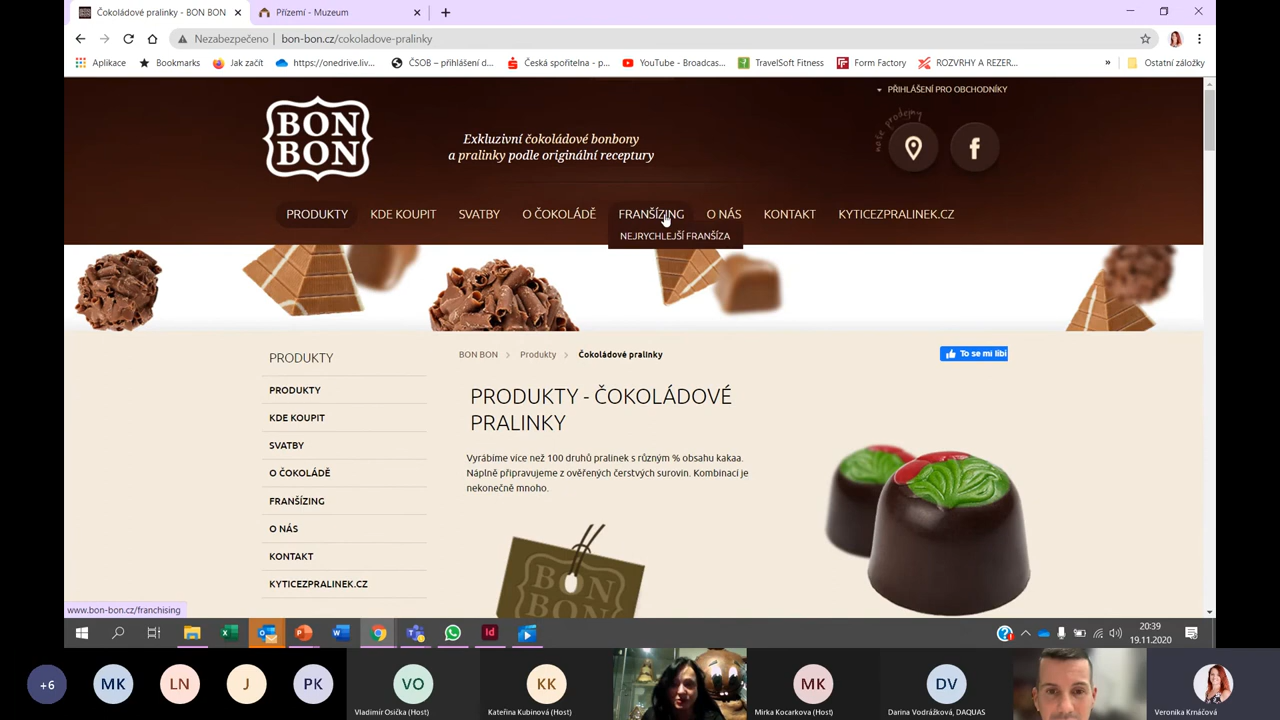 Čokoládové pralinky - BON BON
Přízemí - Muzeum
Nezabezpečeno
bon-bon.cz/cokoladove-pralinky
Aplikace
Bookmarks
Jak začít
https://onedrive.liv...
ČSOB – přihlášení d...
Česká spořitelna - p...
YouTube - Broadcas...
TravelSoft Fitness
Form Factory
ROZVRHY A REZER...
»
Ostatní záložky
PŘIHLÁŠENÍ PRO OBCHODNÍKY
BON
BON
Exkluzivní čokoládové bonbony
a pralinky podle originální receptury
naše prodejny
PRODUKTY
KDE KOUPIT
SVATBY
O ČOKOLÁDĚ
FRANŠÍZING
O NÁS
KONTAKT
KYTICEZPRALINEK.CZ
NEJRYCHLEJŠÍ FRANŠÍZA
PRODUKTY
PRODUKTY
KDE KOUPIT
SVATBY
O ČOKOLÁDĚ
FRANŠÍZING
O NÁS
KONTAKT
KYTICEZPRALINEK.CZ
BON BON > Produkty > Čokoládové pralinky
To se mi líbí
PRODUKTY - ČOKOLÁDOVÉ
PRALINKY
Vyrábíme více než 100 druhů pralinek s různým % obsahu kakaa.
Náplně připravujeme z ověřených čerstvých surovin. Kombinací je
nekonečně mnoho.
BON
BON
www.bon-bon.cz/franchising
20:39
19.11.2020
+6
MK
LN
J
PK
VO
Vladimír Osička (Host)
KK
Kateřina Kubinová (Host)
MK
Mirka Kocarkova (Host)
DV
Darina Vodrážková, DAQUAS
Veronika Krnáčová